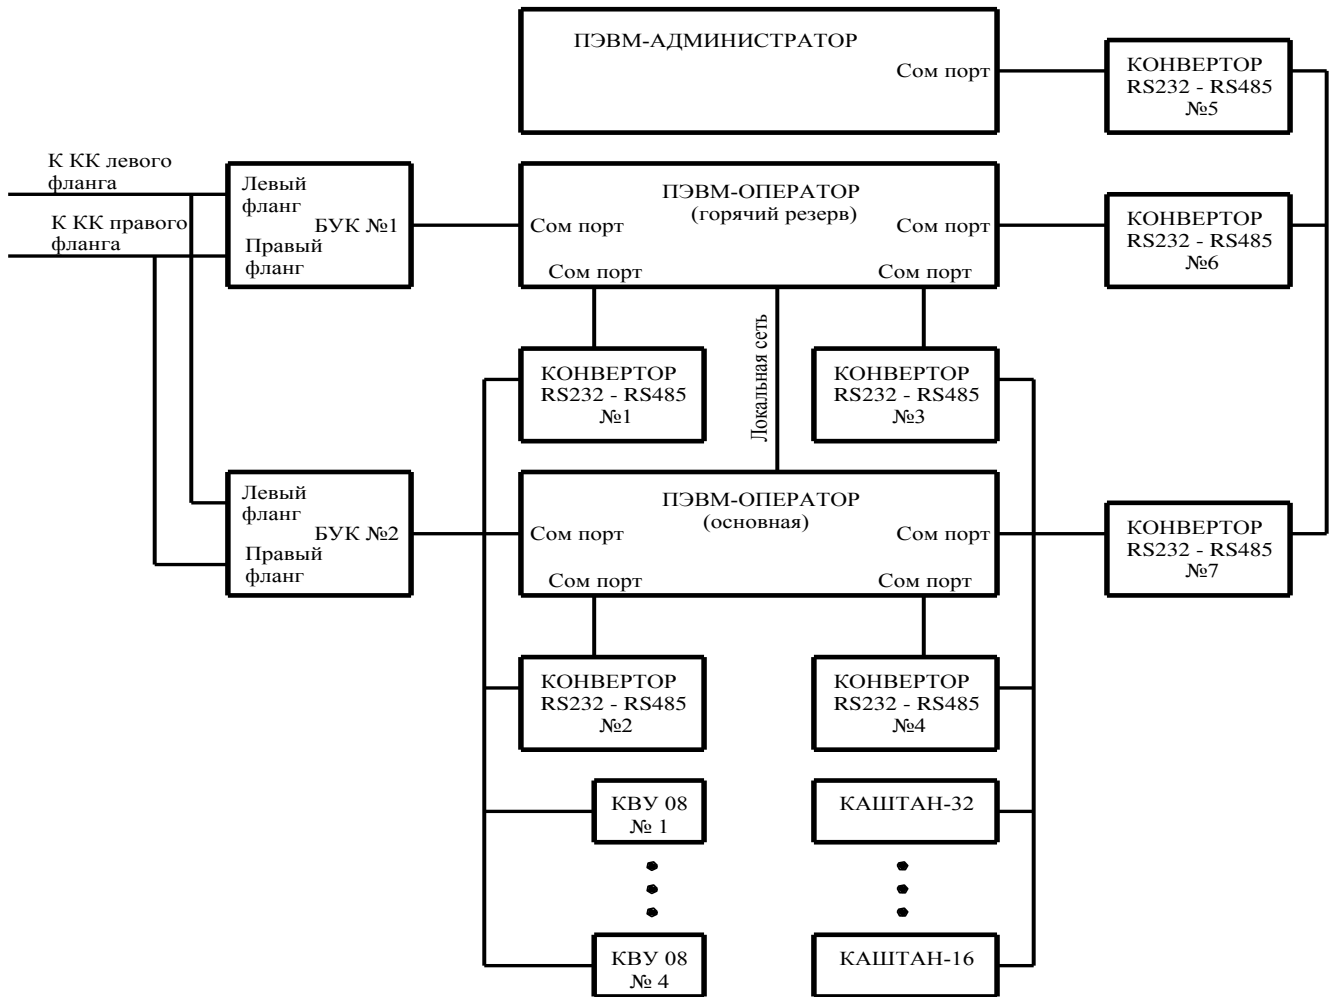 ПЭВМ-АДМИНИСТРАТОР
Сом порт
КОНВЕРТОР
RS232 - RS485
№5
К КК левого
фланга
К КК правого
фланга
Левый
фланг
БУК №1
Правый
фланг
ПЭВМ-ОПЕРАТОР
(горячий резерв)
Сом порт
Сом порт
Сом порт
Сом порт
КОНВЕРТОР
RS232 - RS485
№6
Локальная сеть
КОНВЕРТОР
RS232 - RS485
№1
КОНВЕРТОР
RS232 - RS485
№3
Левый
фланг
БУК №2
Правый
фланг
ПЭВМ-ОПЕРАТОР
(основная)
Сом порт
Сом порт
Сом порт
Сом порт
КОНВЕРТОР
RS232 - RS485
№7
КОНВЕРТОР
RS232 - RS485
№2
КОНВЕРТОР
RS232 - RS485
№4
КВУ 08
№ 1
КАШТАН-32
КВУ 08
№ 4
КАШТАН-16